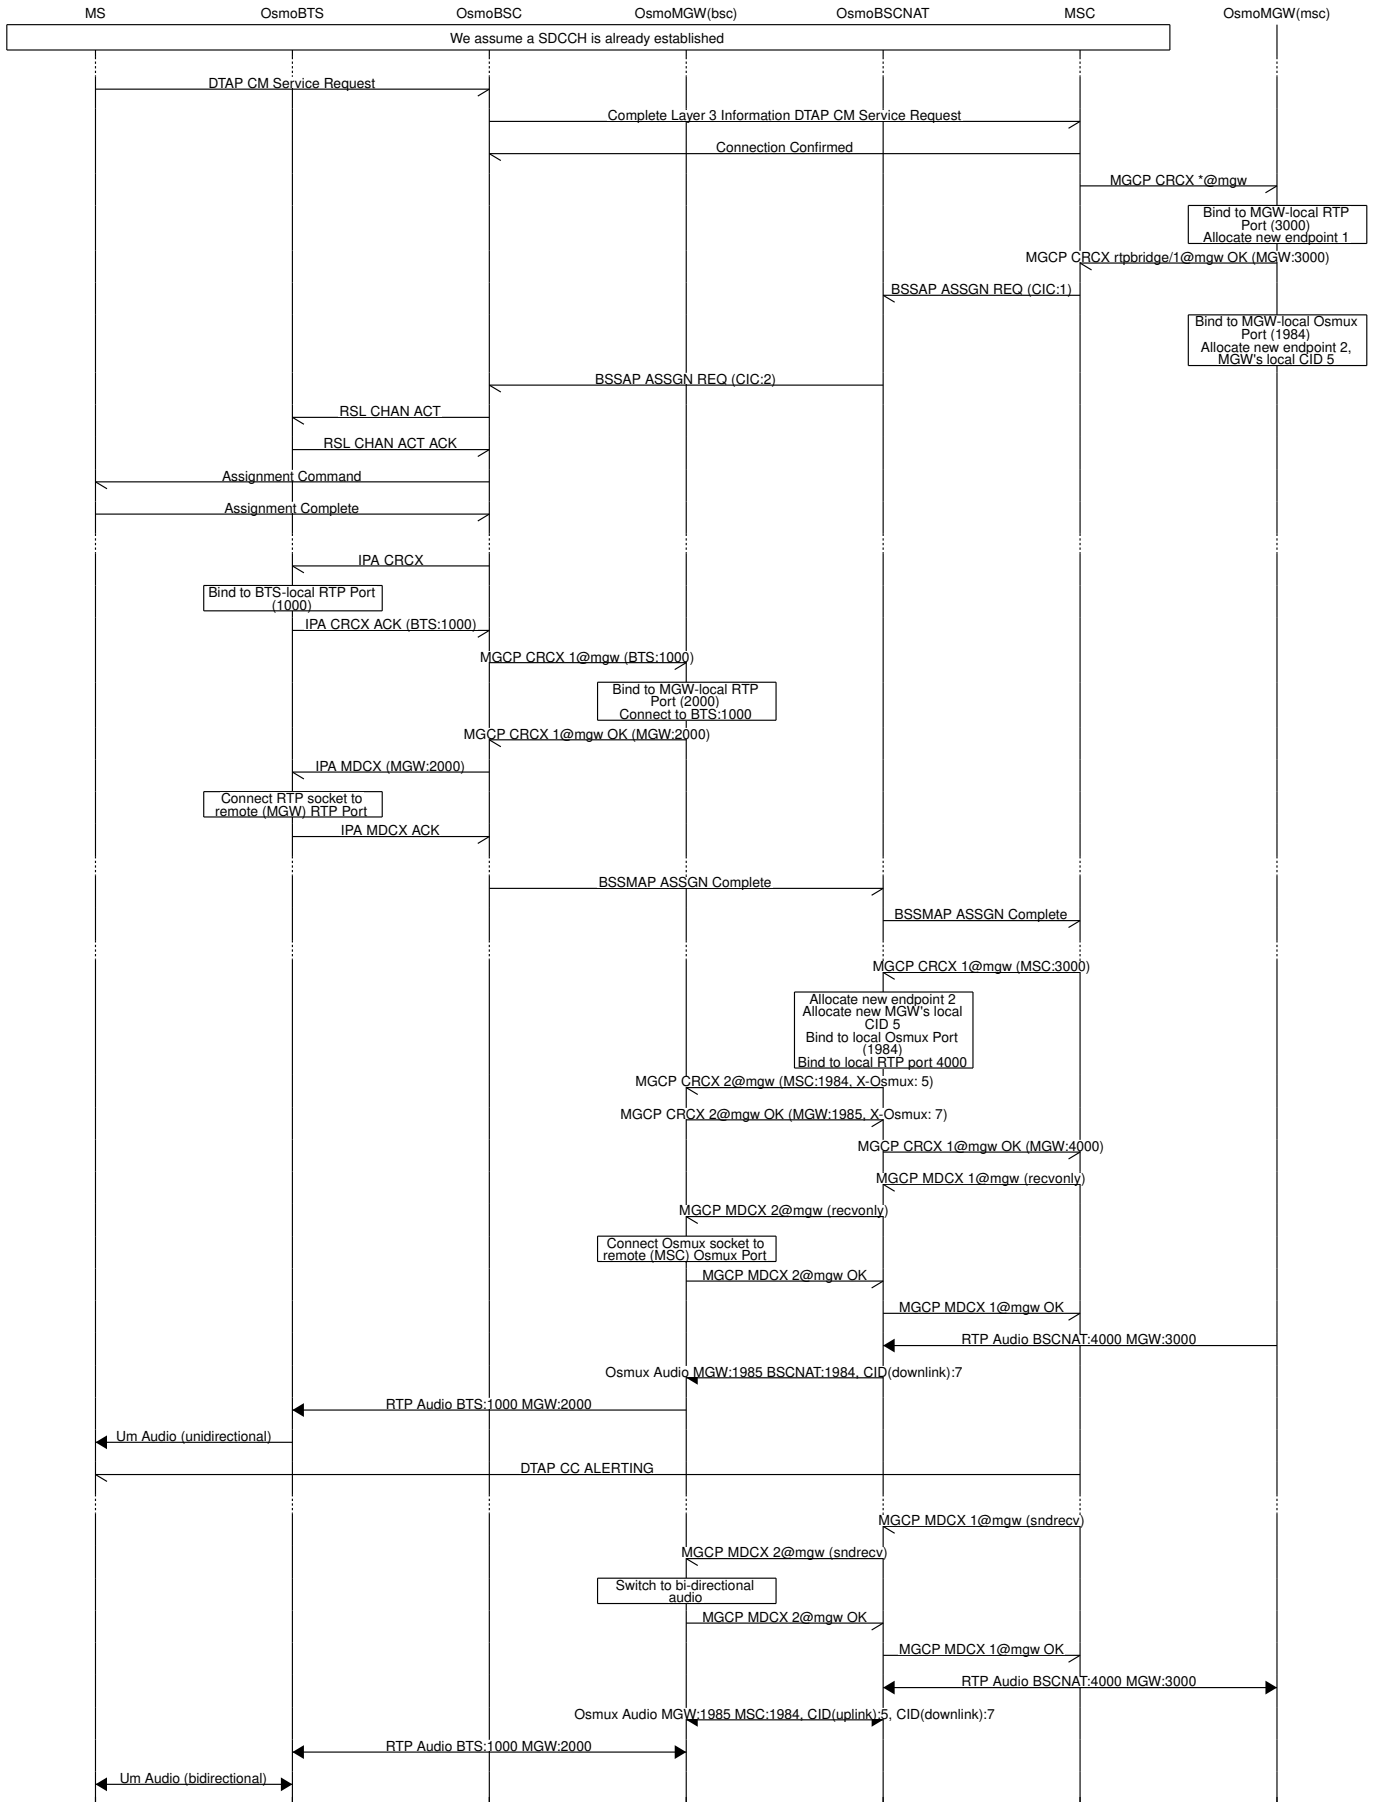 MS OsmoBTS OsmoBSC OsmoMGW(bsc) OsmoBSCNAT MSC OsmoMGW(msc)
We assume a SDCCH is already established
DTAP CM Service Request
Complete Layer 3 Information DTAP CM Service Request
Connection Confirmed
MGCP CRCX *@mgw
Bind to MGW-local RTP
Port (3000)
Allocate new endpoint 1
MGCP CRCX rtpbridge/1@mgw OK (MGW:3000)
BSSAP ASSGN REQ (CIC:1)
Bind to MGW-local Osmux
Port (1984)
Allocate new endpoint 2,
MGW's local CID 5
BSSAP ASSGN REQ (CIC:2)
RSL CHAN ACT
RSL CHAN ACT ACK
Assignment Command
Assignment Complete
IPA CRCX
Bind to BTS-local RTP Port
(1000)
IPA CRCX ACK (BTS:1000)
MGCP CRCX 1@mgw (BTS:1000)
Bind to MGW-local RTP
Port (2000)
Connect to BTS:1000
MGCP CRCX 1@mgw OK (MGW:2000)
IPA MDCX (MGW:2000)
Connect RTP socket to
remote (MGW) RTP Port
IPA MDCX ACK
BSSMAP ASSGN Complete
BSSMAP ASSGN Complete
MGCP CRCX 1@mgw (MSC:3000)
Allocate new endpoint 2
Allocate new MGW's local
CID 5
Bind to local Osmux Port
(1984)
Bind to local RTP port 4000
MGCP CRCX 2@mgw (MSC:1984, X-Osmux: 5)
MGCP CRCX 2@mgw OK (MGW:1985, X-Osmux: 7)
MGCP CRCX 1@mgw OK (MGW:4000)
MGCP MDCX 1@mgw (recvonly)
MGCP MDCX 2@mgw (recvonly)
Connect Osmux socket to
remote (MSC) Osmux Port
MGCP MDCX 2@mgw OK
MGCP MDCX 1@mgw OK
RTP Audio BSCNAT:4000 MGW:3000
Osmux Audio MGW:1985 BSCNAT:1984, CID(downlink):7
RTP Audio BTS:1000 MGW:2000
Um Audio (unidirectional)
DTAP CC ALERTING
MGCP MDCX 1@mgw (sndrecv)
MGCP MDCX 2@mgw (sndrecv)
Switch to bi-directional
audio
MGCP MDCX 2@mgw OK
MGCP MDCX 1@mgw OK
RTP Audio BSCNAT:4000 MGW:3000
Osmux Audio MGW:1985 MSC:1984, CID(uplink):5, CID(downlink):7
RTP Audio BTS:1000 MGW:2000
Um Audio (bidirectional)